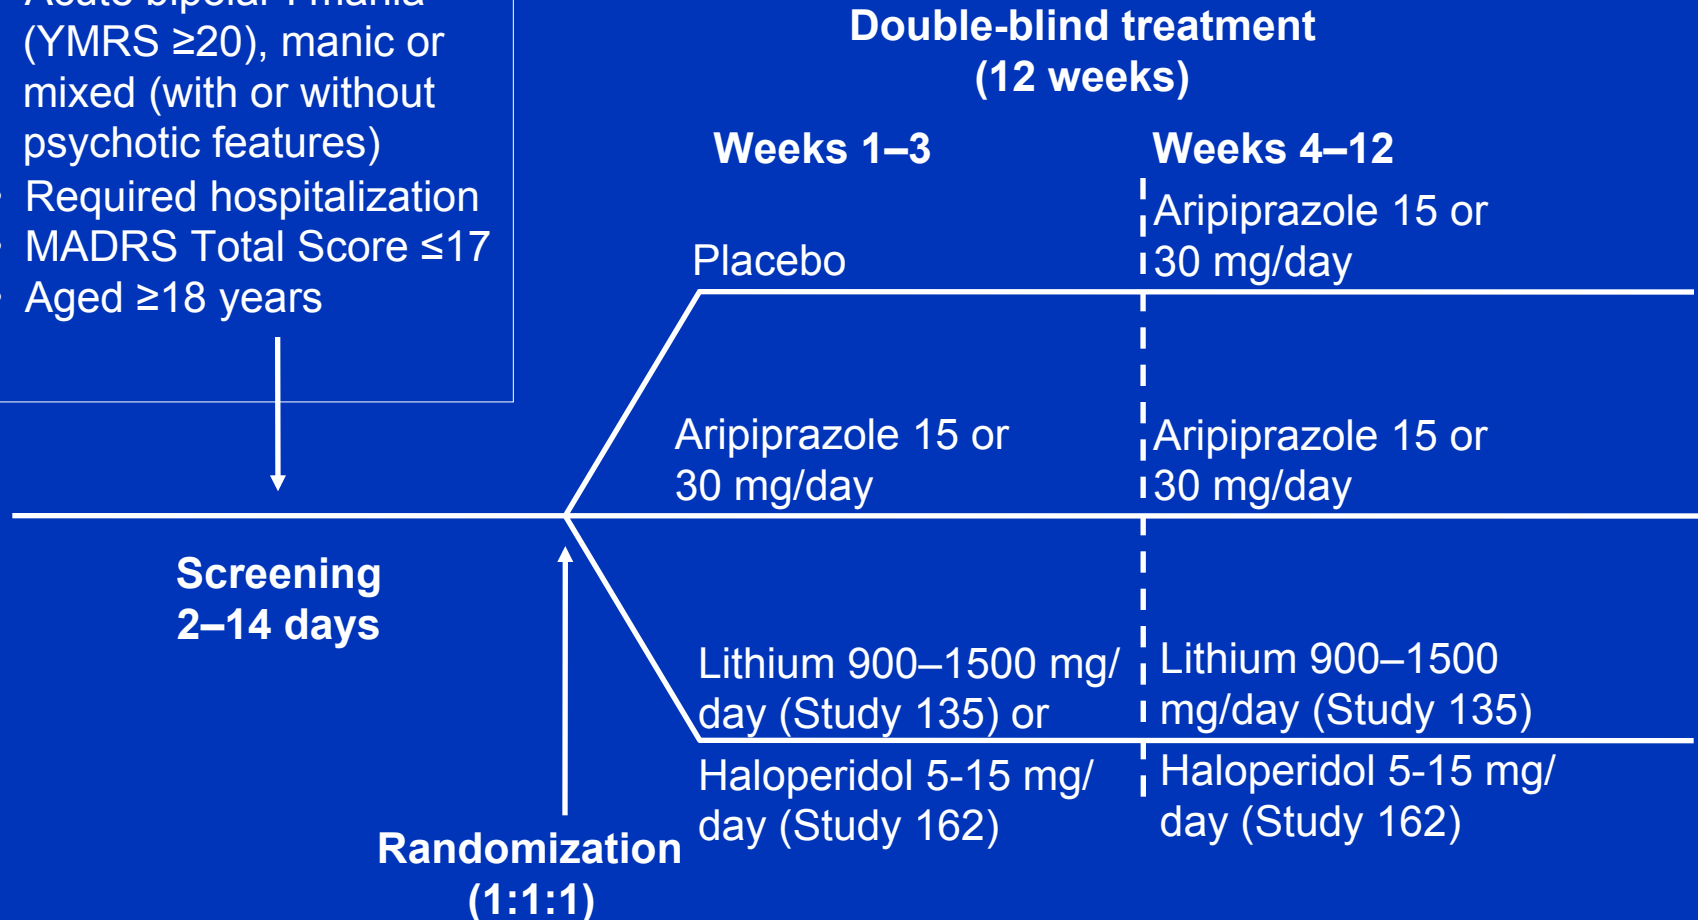 Acute bipolar I mania
(YMRS ≥20), manic or
mixed (with or without
psychotic features)
• Required hospitalization
• MADRS Total Score ≤17
• Aged ≥18 years
Double-blind treatment
(12 weeks)
Weeks 1–3
Weeks 4–12
Placebo
Aripiprazole 15 or
30 mg/day
Aripiprazole 15 or
30 mg/day
Aripiprazole 15 or
30 mg/day
Screening
2–14 days
Lithium 900–1500 mg/
day (Study 135) or
Haloperidol 5-15 mg/
day (Study 162)
Lithium 900–1500
mg/day (Study 135)
Haloperidol 5-15 mg/
day (Study 162)
Randomization
(1:1:1)